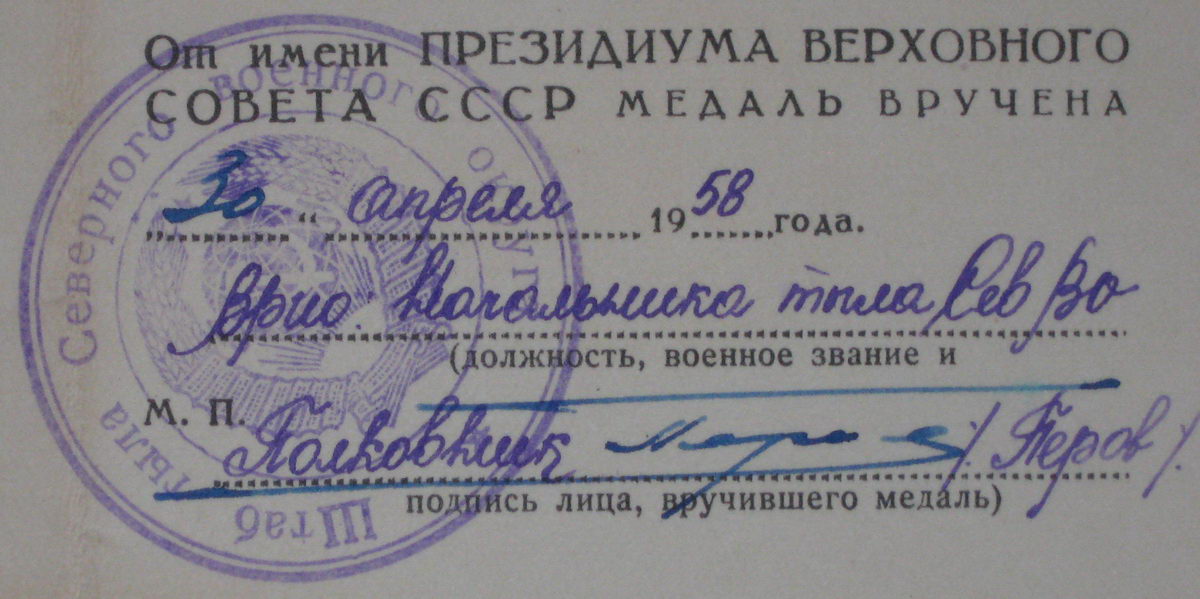 От имени ПРЕЗИДИУМА ВЕРХОВНОГО
СОВЕТА СССР МЕДАЛЬ ВРУЧЕНА
„30“ апреля 1958 года.
Врио. Начальника тыла Сев ВО
(должность, военное звание и
М. П. Полковник /Перов/
подпись лица, вручившего медаль)
Штаб тыла Северного военного округа